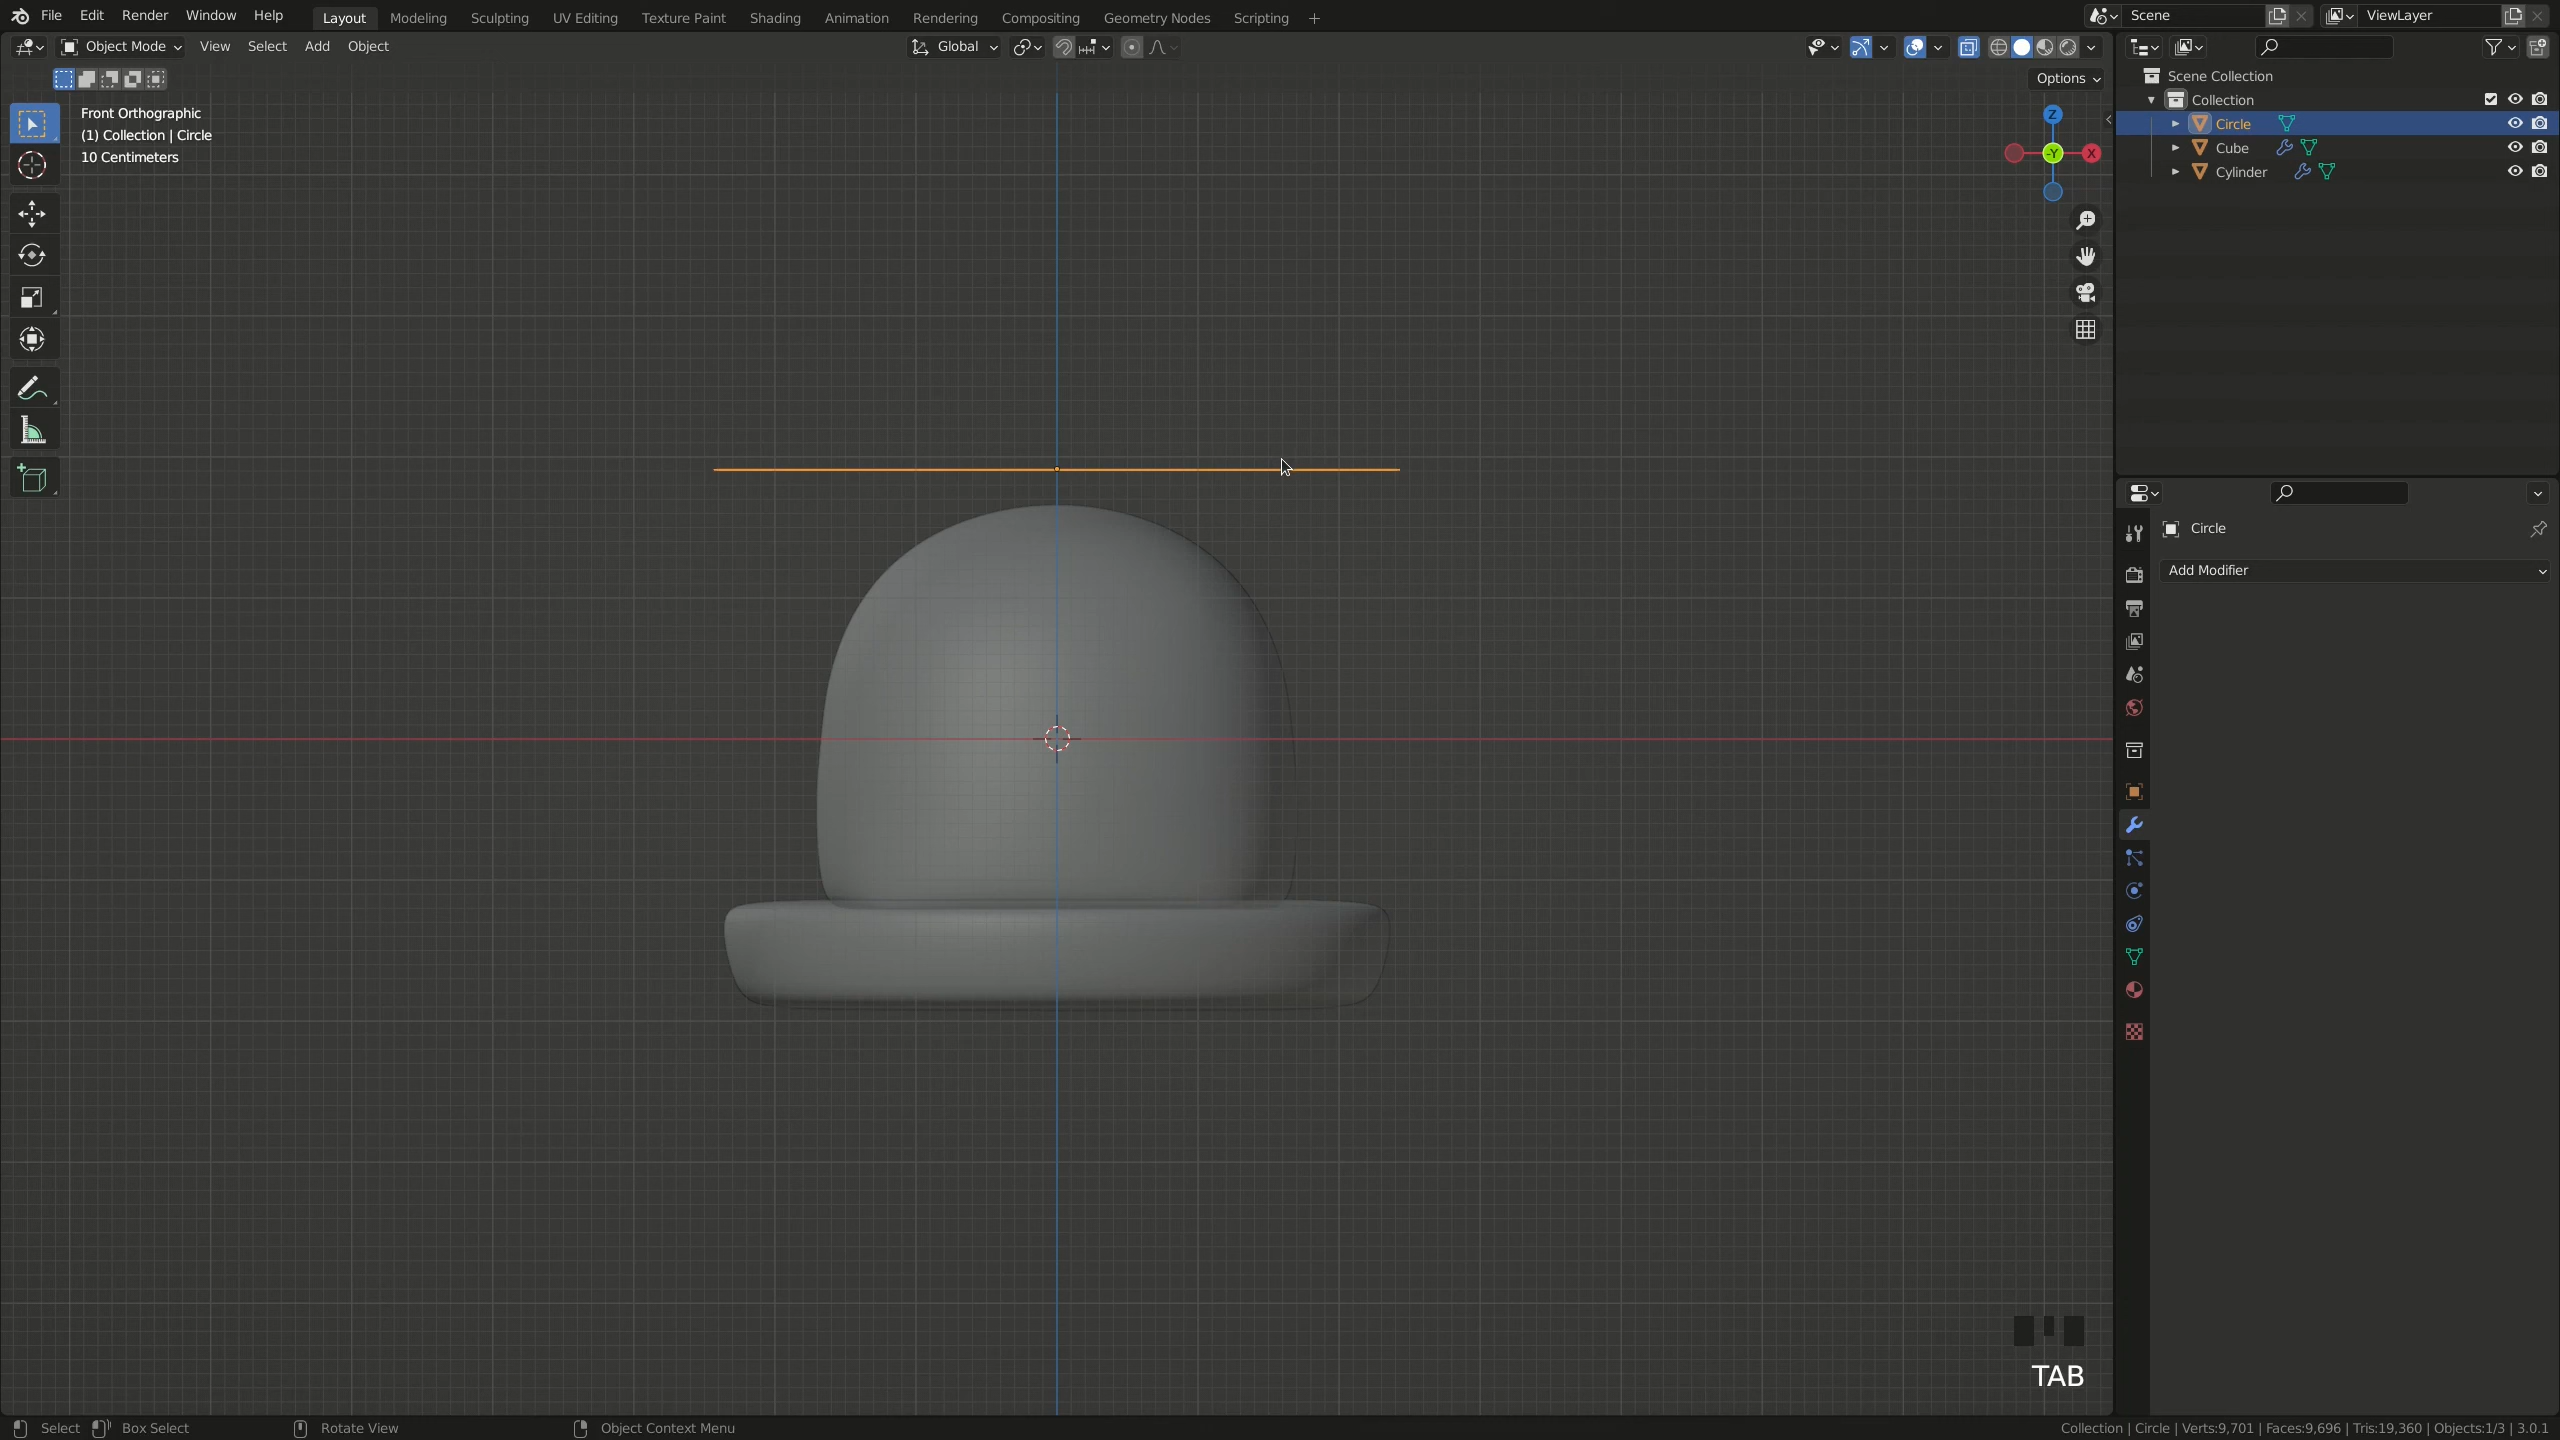 File Edit Render Window Help Layout Modeling Sculpting UV Editing Texture Paint Shading Animation Rendering Compositing Geometry Nodes Scripting + Scene ViewLayer
Object Mode View Select Add Object Global
Options
Front Orthographic
(1) Collection | Circle
10 Centimeters
Z
-Y
X
Scene Collection
Collection
Circle
Cube
Cylinder
Circle
Add Modifier
TAB
Select Box Select Rotate View Object Context Menu Collection | Circle | Verts:9,701 | Faces:9,696 | Tris:19,360 | Objects:1/3 | 3.0.1